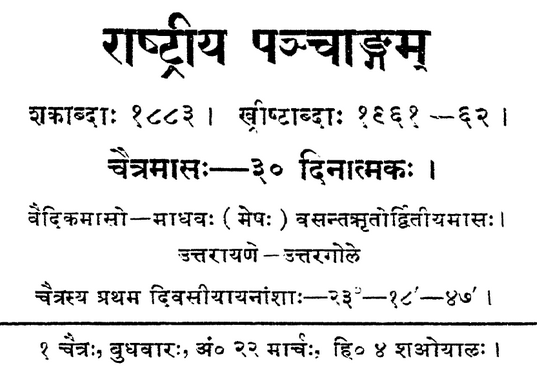 राष्ट्रीय पञ्चाङ्गम्
शकाब्दाः १८८३ । ख्रीष्टाब्दाः १९६१ —६२ ।
चैत्रमासः—३० दिनात्मकः ।
वैदिकमासो—माधवः ( मेषः ) वसन्तऋतोर्द्वितीयमासः।
उत्तरायणे – उत्तरगोले
चैत्रस्य प्रथम दिवसीयायनांशाः—२३°—१८′—४७′ ।
१ चैत्रः, बुधवारः, अं० २२ मार्चः, हि० ४ शओयालः ।